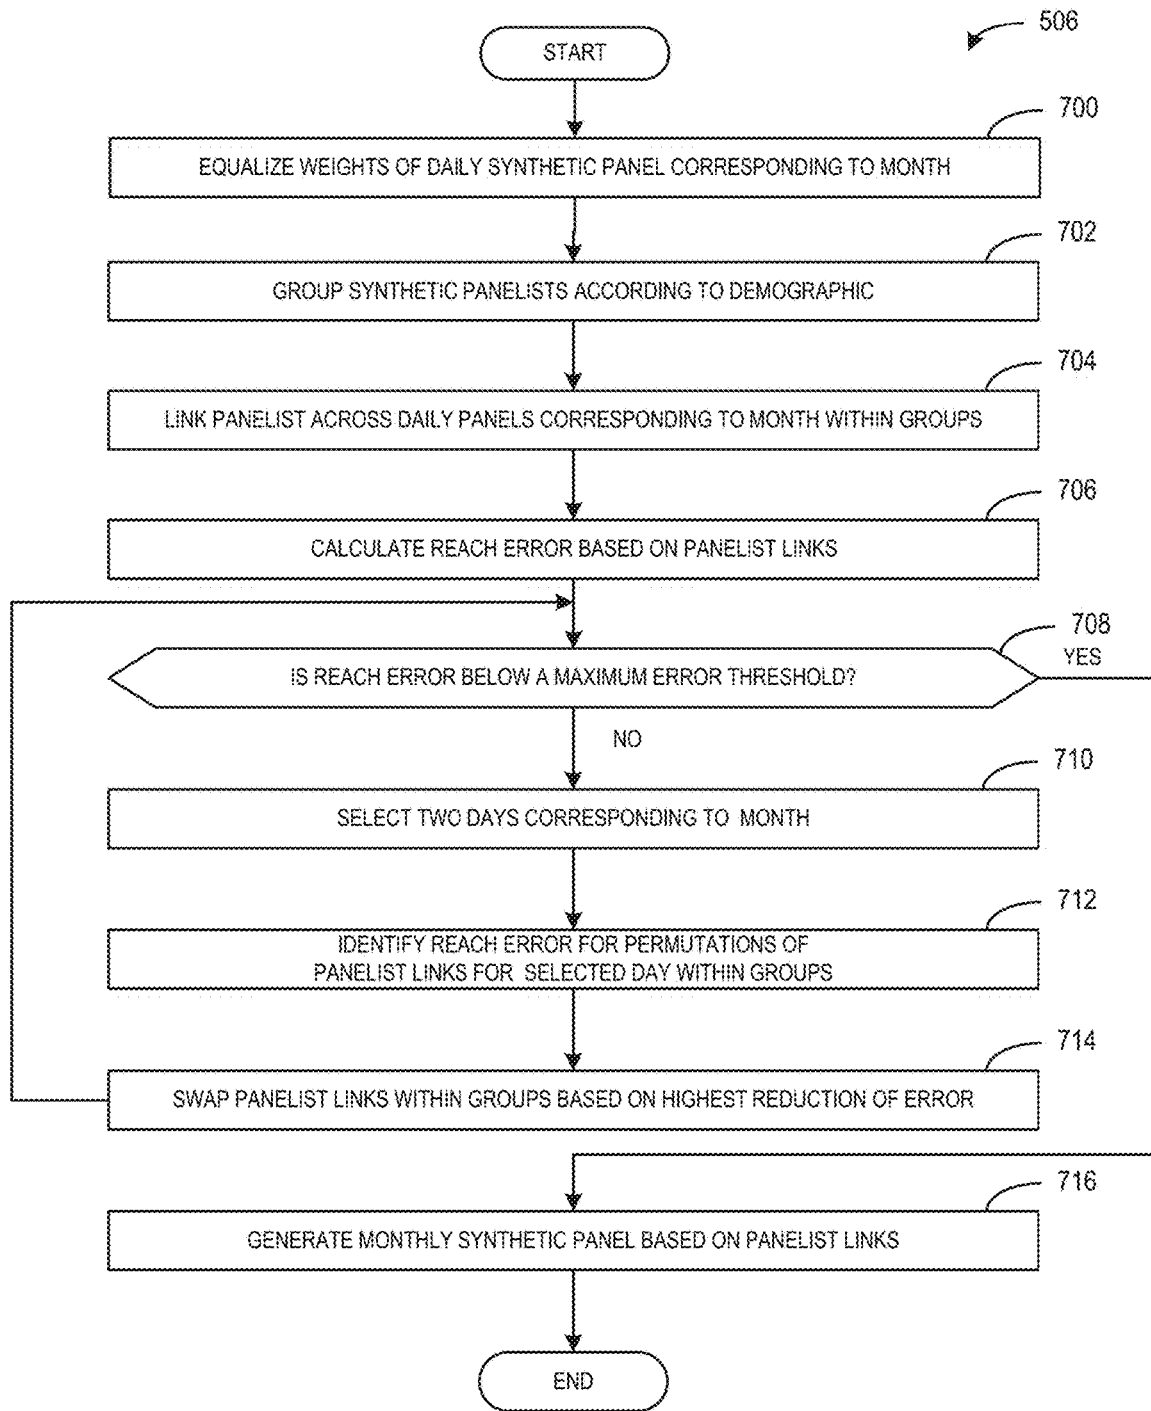 506
START
700
EQUALIZE WEIGHTS OF DAILY SYNTHETIC PANEL CORRESPONDING TO MONTH
702
GROUP SYNTHETIC PANELISTS ACCORDING TO DEMOGRAPHIC
704
LINK PANELIST ACROSS DAILY PANELS CORRESPONDING TO MONTH WITHIN GROUPS
706
CALCULATE REACH ERROR BASED ON PANELIST LINKS
708
YES
IS REACH ERROR BELOW A MAXIMUM ERROR THRESHOLD?
NO
710
SELECT TWO DAYS CORRESPONDING TO MONTH
712
IDENTIFY REACH ERROR FOR PERMUTATIONS OF
PANELIST LINKS FOR SELECTED DAY WITHIN GROUPS
714
SWAP PANELIST LINKS WITHIN GROUPS BASED ON HIGHEST REDUCTION OF ERROR
716
GENERATE MONTHLY SYNTHETIC PANEL BASED ON PANELIST LINKS
END